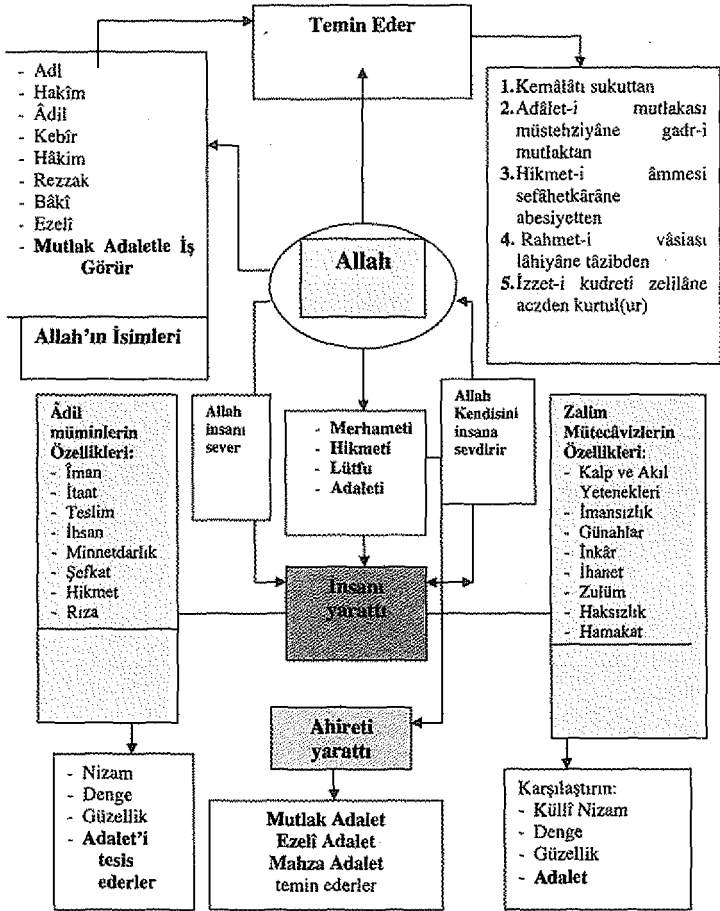 Temin Eder
- Adl
- Hakîm
- Âdil
- Kebîr
- Hâkim
- Rezzak
- Bâkî
- Ezelî
- Mutlak Adaletle İş
Görür
Allah'ın İsimleri
1.Kemâlâtı sukuttan
2.Adâlet-i mutlakası
müstehziyâne gadr-i
mutlaktan
3.Hikmet-i âmmesi
sefâhetkârâne
abesiyetten
4. Rahmet-i vâsiası
lâhiyâne tâzibden
5.İzzet-i kudreti zelilâne
aczden kurtul(ur)
Allah
Âdil
müminlerin
Özellikleri:
- Îman
- İtaat
- Teslim
- İhsan
- Minnetdarlık
- Şefkat
- Hikmet
- Rıza
Allah
insanı
sever
- Merhameti
- Hikmeti
- Lütfu
- Adaleti
Allah
Kendisini
insana
sevdirir
Zalim
Mütecâvizlerin
Özellikleri:
- Kalp ve Akıl
Yetenekleri
- İmansızlık
- Günahlar
- İnkâr
- İhanet
- Zulüm
- Haksızlık
- Hamakat
İnsanı
yarattı
Ahireti
yarattı
- Nizam
- Denge
- Güzellik
- Adalet'i
tesis
ederler
Mutlak Adalet
Ezelî Adalet
Mahza Adalet
temin ederler
Karşılaştırın:
- Küllî Nizam
- Denge
- Güzellik
- Adalet